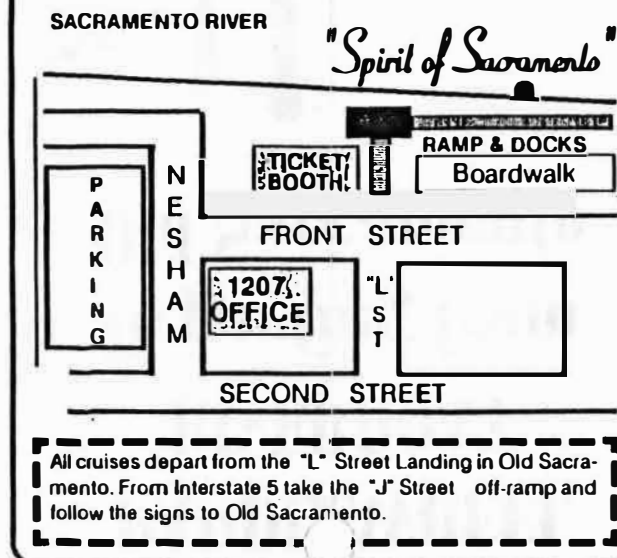 SACRAMENTO RIVER
"Spirit of Sacramento"
RAMP & DOCKS
TICKET
BOOTH
Boardwalk
PARKING
NESHAM
FRONT STREET
1207
OFFICE
"L"
ST
SECOND STREET
All cruises depart from the "L" Street Landing in Old Sacra-
mento. From Interstate 5 take the "J" Street off-ramp and
follow the signs to Old Sacramento.